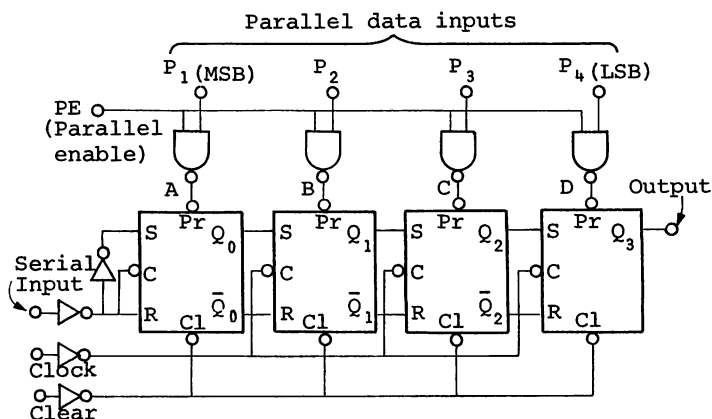 Parallel data inputs
P1 (MSB) P2 P3 P4 (LSB)
PE
(Parallel
enable)
A B C D Output
Pr Pr Pr Pr
S Q0 S Q1 S Q2 S Q3
Serial
Input
C C C C
R Q̅0 R Q̅1 R Q̅2 R
Cl Cl Cl Cl
Clock
Clear